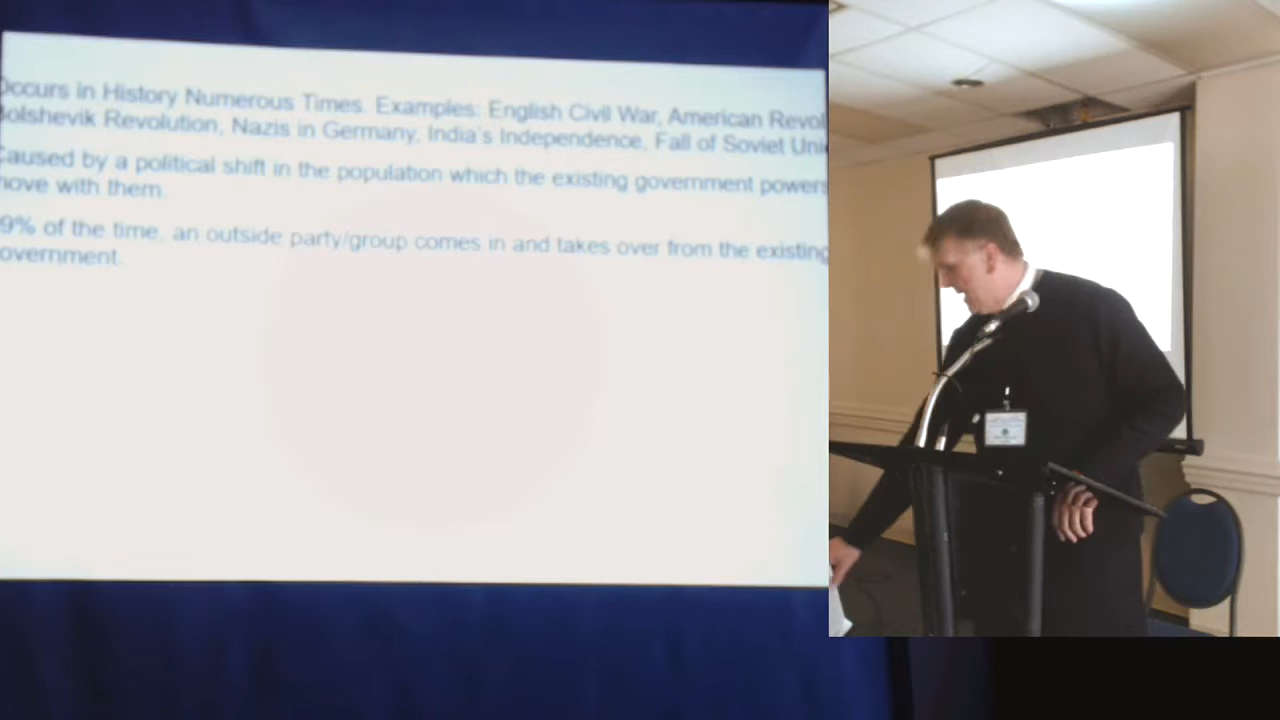 Occurs in History Numerous Times. Examples: English Civil War, American Revol
Bolshevik Revolution, Nazis in Germany, India's Independence, Fall of Soviet Uni
Caused by a political shift in the population which the existing government powers
move with them.
9% of the time, an outside party/group comes in and takes over from the existing
overnment.